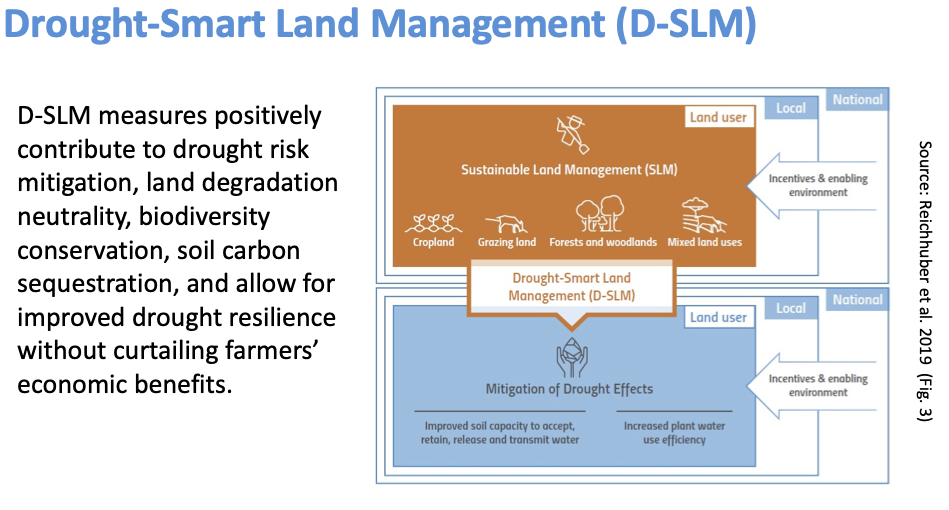 Drought-Smart Land Management (D-SLM)
D-SLM measures positively
contribute to drought risk
mitigation, land degradation
neutrality, biodiversity
conservation, soil carbon
sequestration, and allow for
improved drought resilience
without curtailing farmers’
economic benefits.
National
Local
Land user
Sustainable Land Management (SLM)
Incentives & enabling
environment
Cropland
Grazing land
Forests and woodlands
Mixed land uses
Drought-Smart Land
Management (D-SLM)
National
Local
Land user
Mitigation of Drought Effects
Incentives & enabling
environment
Improved soil capacity to accept,
retain, release and transmit water
Increased plant water
use efficiency
Source: Reichhuber et al. 2019 (Fig. 3)